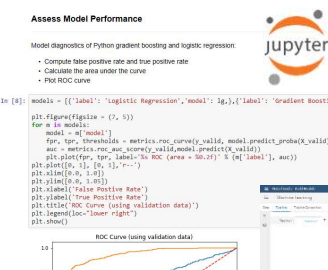 Assess Model Performance
jupyter
Model diagnostics of Python gradient boosting and logistic regression:
• Compute false positive rate and true positive rate
• Calculate the area under the curve
• Plot ROC curve
In [8]: models = [{'label': 'Logistic Regression','model': lg,},{'label': 'Gradient Boosti
plt.figure(figsize = (7, 5))
for m in models:
model = m['model']
fpr, tpr, thresholds = metrics.roc_curve(y_valid, model.predict_proba(X_valid)
auc = metrics.roc_auc_score(y_valid,model.predict(X_valid))
plt.plot(fpr, tpr, label='%s ROC (area = %0.2f)' % (m['label'], auc))
plt.plot([0, 1], [0, 1],'r--')
plt.xlim([0.0, 1.0])
plt.ylim([0.0, 1.05])
plt.xlabel('False Positive Rate')
plt.ylabel('True Positive Rate')
plt.title('ROC Curve (using validation data)')
plt.legend(loc="lower right")
plt.show()
Machine Learning
ROC Curve (using validation data)
1.0